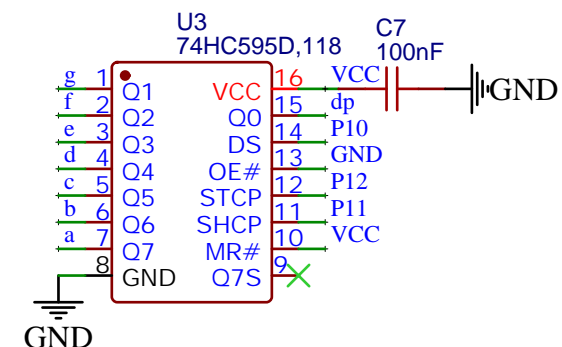 U3
74HC595D,118
C7
100nF
g 1 Q1 VCC 16 VCC GND
f 2 Q2 Q0 15 dp
e 3 Q3 DS 14 P10
d 4 Q4 OE# 13 GND
c 5 Q5 STCP 12 P12
b 6 Q6 SHCP 11 P11
a 7 Q7 MR# 10 VCC
8 GND Q7S 9
GND